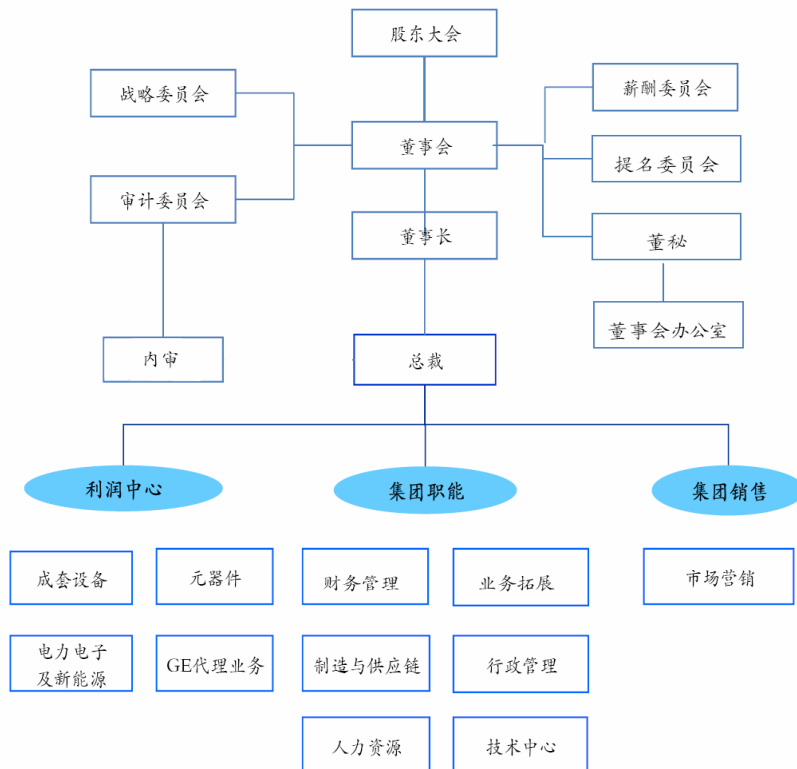 股东大会
战略委员会
薪酬委员会
董事会
提名委员会
审计委员会
董事长
董秘
董事会办公室
内审
总裁
利润中心
集团职能
集团销售
成套设备
元器件
财务管理
业务拓展
市场营销
电力电子
及新能源
GE代理业务
制造与供应链
行政管理
人力资源
技术中心